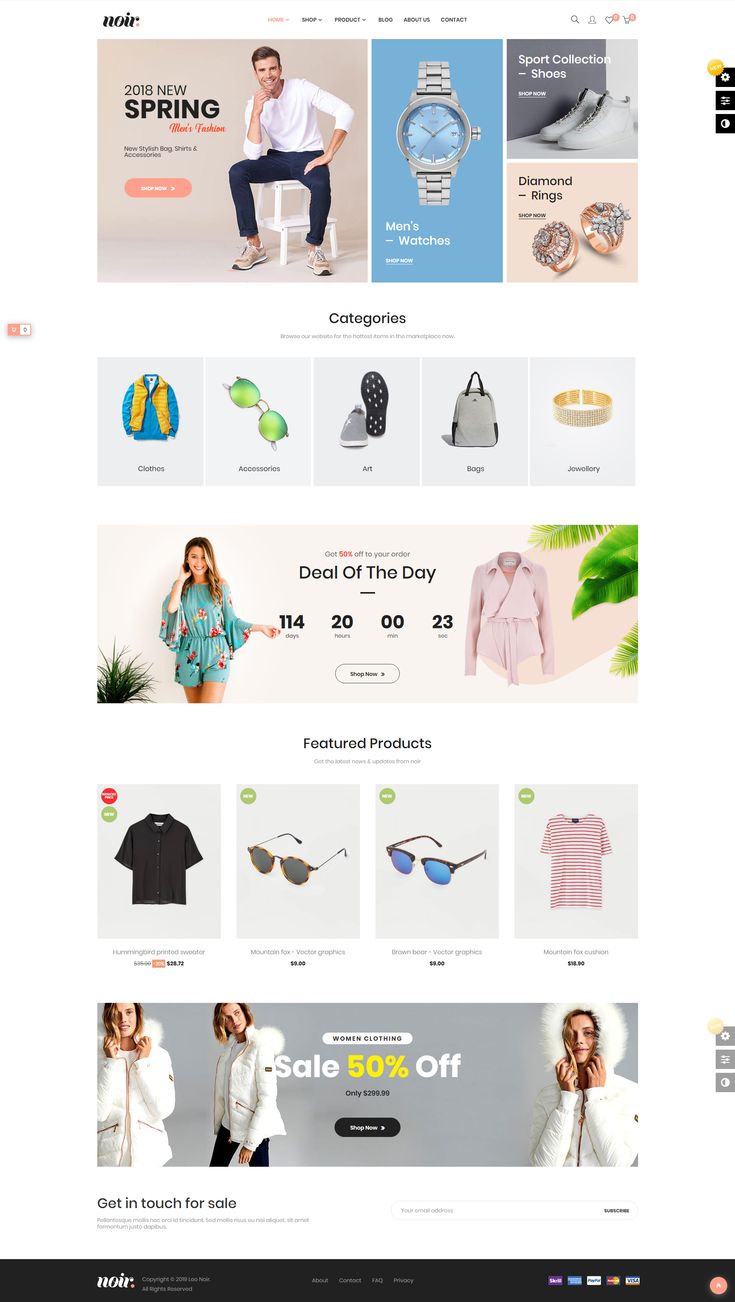 noir.
HOME
SHOP
PRODUCT
BLOG
ABOUT US
CONTACT
0
0
2018 NEW
SPRING
Men's Fashion
New Stylish Bag, Shirts &
Accessories
SHOP NOW »
Men's
– Watches
SHOP NOW
Sport Collection
– Shoes
SHOP NOW
Diamond
– Rings
SHOP NOW
0
Categories
Browse our website for the hottest items in the marketplace now.
Clothes
Accessories
Art
Bags
Jewellery
Get 50% off to your order
Deal Of The Day
114 20 00 23
days hours min sec
Shop Now »
Featured Products
Get the latest news & updates from noir
NEW
NEW
NEW
NEW
Hummingbird printed sweater
$35.90 $28.72
Mountain fox - Vector graphics
$9.00
Brown bear - Vector graphics
$9.00
Mountain fox cushion
$18.90
WOMEN CLOTHING
Sale 50% Off
Only $299.99
Shop Now »
Get in touch for sale
Pellentesque mollis nec orci id tincidunt. Sed mollis risus eu nisi aliquet, sit amet
fermentum justo dapibus.
Your email address
SUBSCRIBE
noir.
Copyright © 2019 Leo Noir.
All Rights Reserved
About
Contact
FAQ
Privacy
Skrill
PayPal
VISA